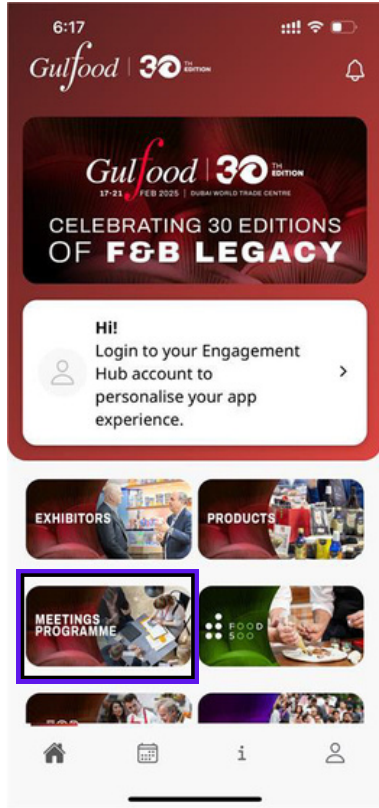 6:17
Gulfood 30 TH EDITION
Gulfood 30 TH EDITION
17-21 FEB 2025 | DUBAI WORLD TRADE CENTRE
CELEBRATING 30 EDITIONS
OF F&B LEGACY
Hi!
Login to your Engagement
Hub account to
personalise your app
experience.
EXHIBITORS
PRODUCTS
MEETINGS
PROGRAMME
FOOD
500